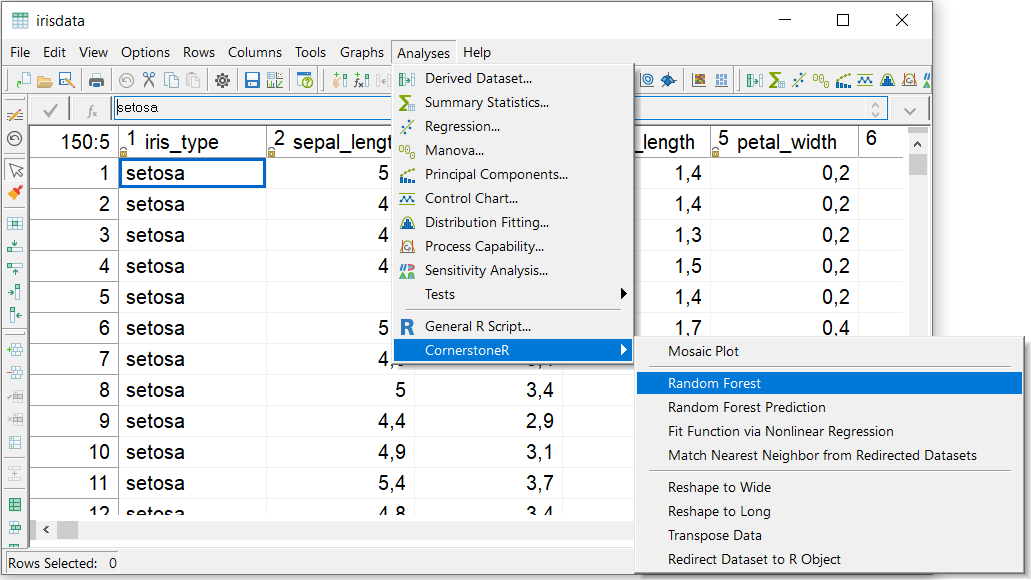 irisdata
File Edit View Options Rows Columns Tools Graphs Analyses Help
setosa
150:5 1 iris_type 2 sepal_lengt _length 5 petal_width 6
1 setosa 5 1,4 0,2
2 setosa 4 1,4 0,2
3 setosa 4 1,3 0,2
4 setosa 4 1,5 0,2
5 setosa 1,4 0,2
6 setosa 5 1,7 0,4
7 setosa 4,
8 setosa 5 3,4
9 setosa 4,4 2,9
10 setosa 4,9 3,1
11 setosa 5,4 3,7
12 setosa 4,8 3,4
Rows Selected: 0
Derived Dataset...
Summary Statistics...
Regression...
Manova...
Principal Components...
Control Chart...
Distribution Fitting...
Process Capability...
Sensitivity Analysis...
Tests
General R Script...
CornerstoneR
Mosaic Plot
Random Forest
Random Forest Prediction
Fit Function via Nonlinear Regression
Match Nearest Neighbor from Redirected Datasets
Reshape to Wide
Reshape to Long
Transpose Data
Redirect Dataset to R Object